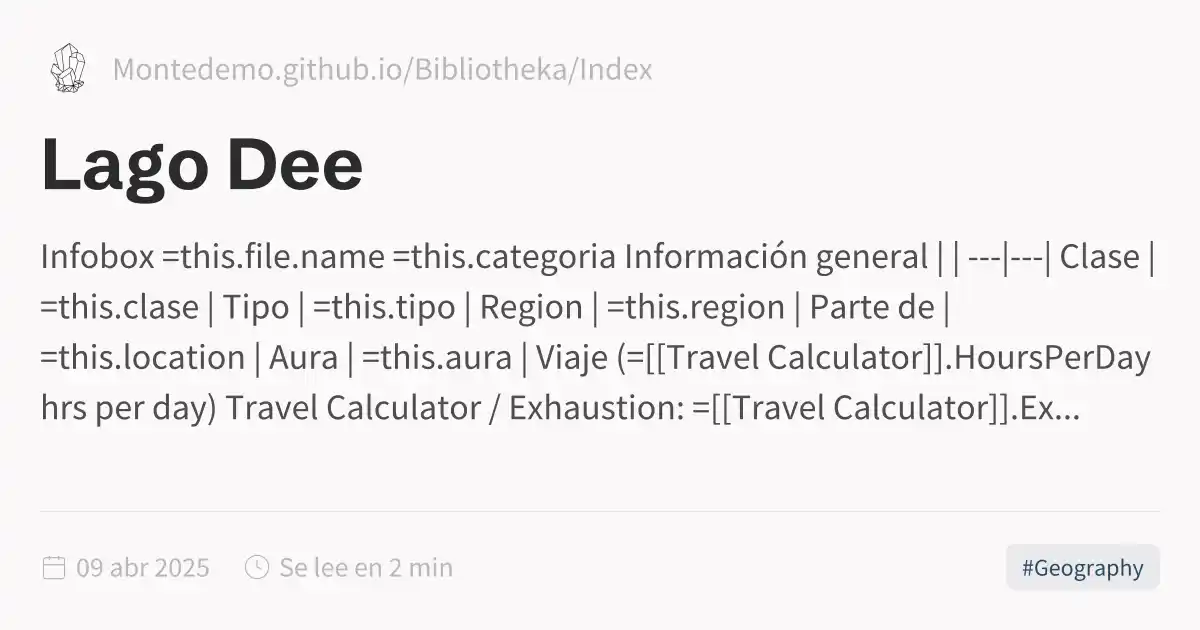 Montedemo.github.io/Bibliotheka/Index
Lago Dee
Infobox =this.file.name =this.categoria Información general | | ---|---| Clase |
=this.clase | Tipo | =this.tipo | Region | =this.region | Parte de |
=this.location | Aura | =this.aura | Viaje (=[[Travel Calculator]].HoursPerDay
hrs per day) Travel Calculator / Exhaustion: =[[Travel Calculator]].Ex...
09 abr 2025 Se lee en 2 min #Geography